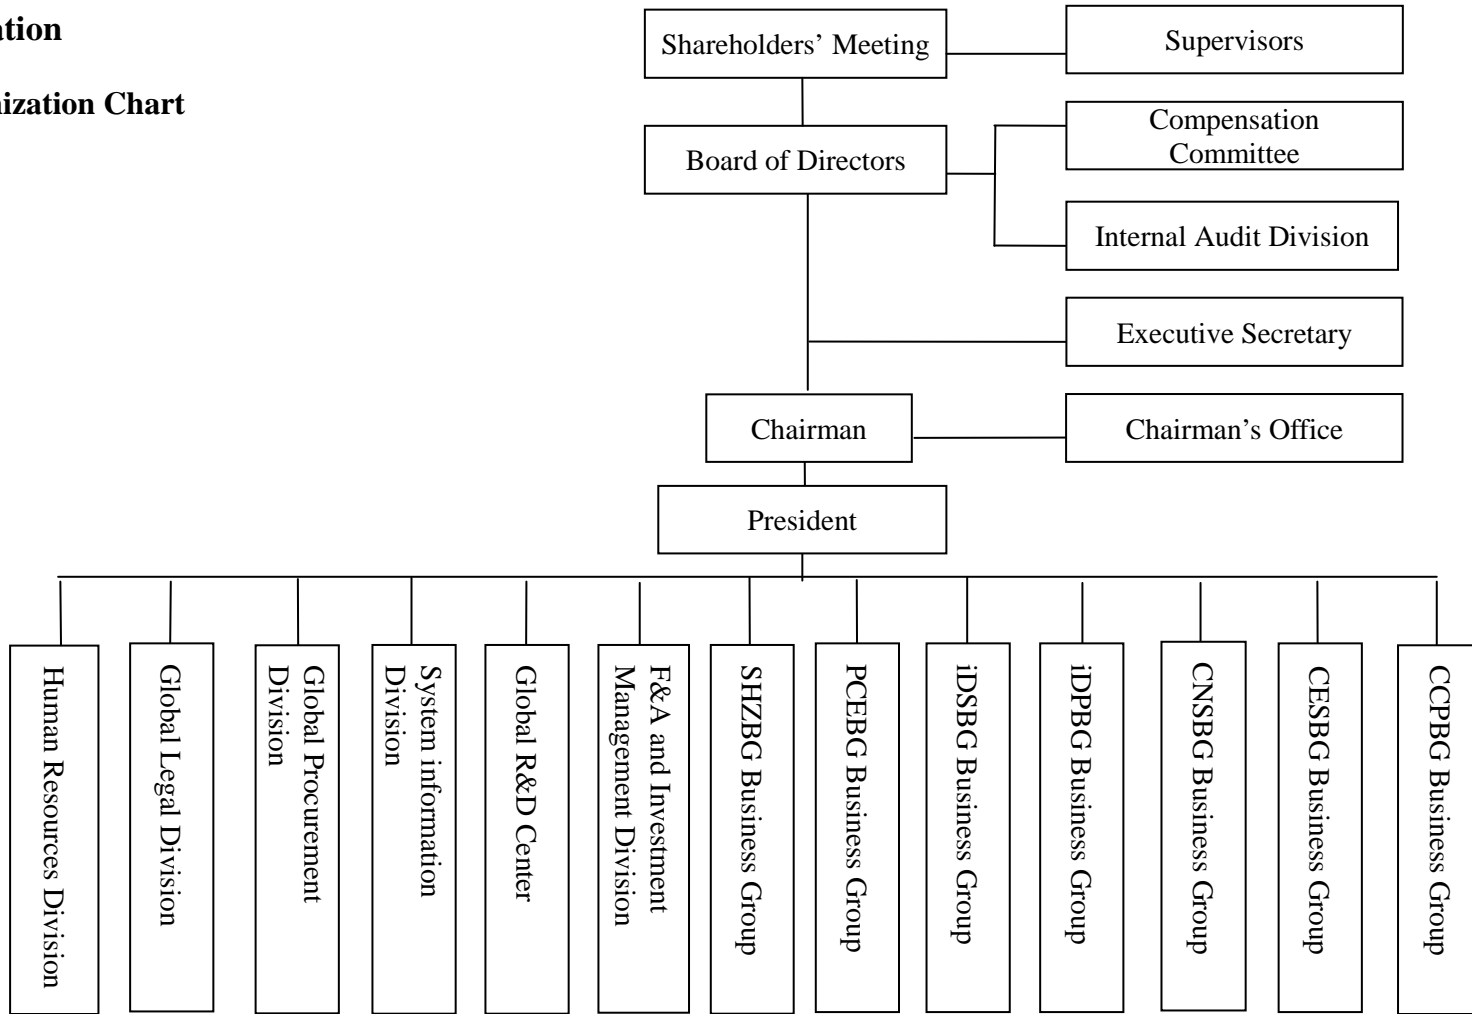 ation
nization Chart
Shareholders’ Meeting
Supervisors
Compensation
Committee
Board of Directors
Internal Audit Division
Executive Secretary
Chairman
Chairman’s Office
President
Human Resources Division
Global Legal Division
Global Procurement
Division
System information
Division
Global R&D Center
F&A and Investment
Management Division
SHZBG Business Group
PCEBG Business Group
iDSBG Business Group
iDPBG Business Group
CNSBG Business Group
CESBG Business Group
CCPBG Business Group